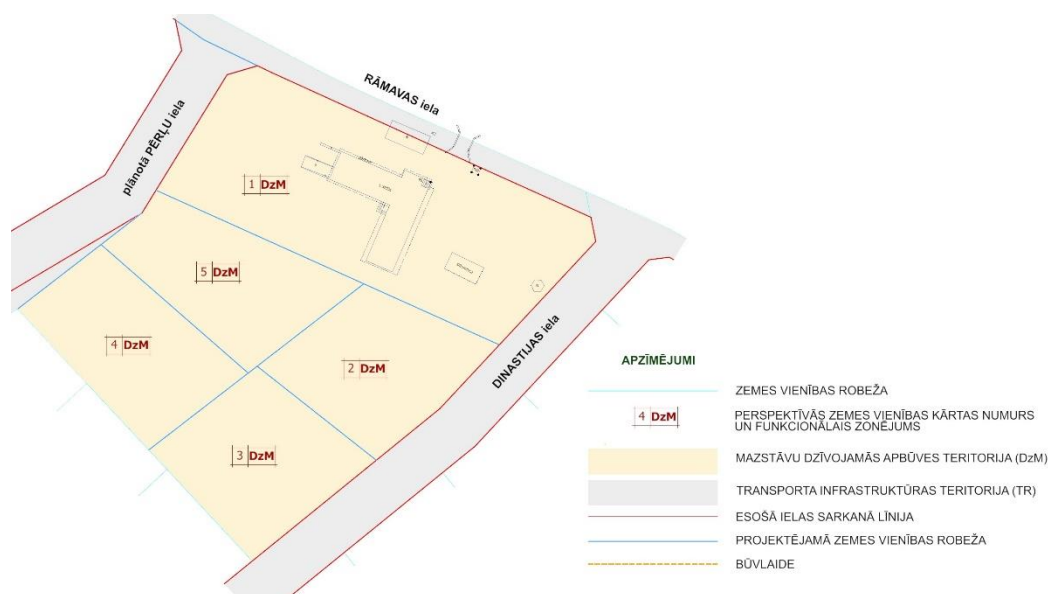 RĀMAVAS iela
plānotā PĒRĻU iela
1 DzM
5 DzM
4 DzM
2 DzM
3 DzM
DINASTIJAS iela
APZĪMĒJUMI
ZEMES VIENĪBAS ROBEŽA
4 DzM
PERSPEKTĪVĀS ZEMES VIENĪBAS KĀRTAS NUMURS
UN FUNKCIONĀLAIS ZONĒJUMS
MAZSTĀVU DZĪVOJAMĀS APBŪVES TERITORIJA (DzM)
TRANSPORTA INFRASTRUKTŪRAS TERITORIJA (TR)
ESOŠĀ IELAS SARKANĀ LĪNIJA
PROJEKTĒJAMĀ ZEMES VIENĪBAS ROBEŽA
BŪVLAIDE